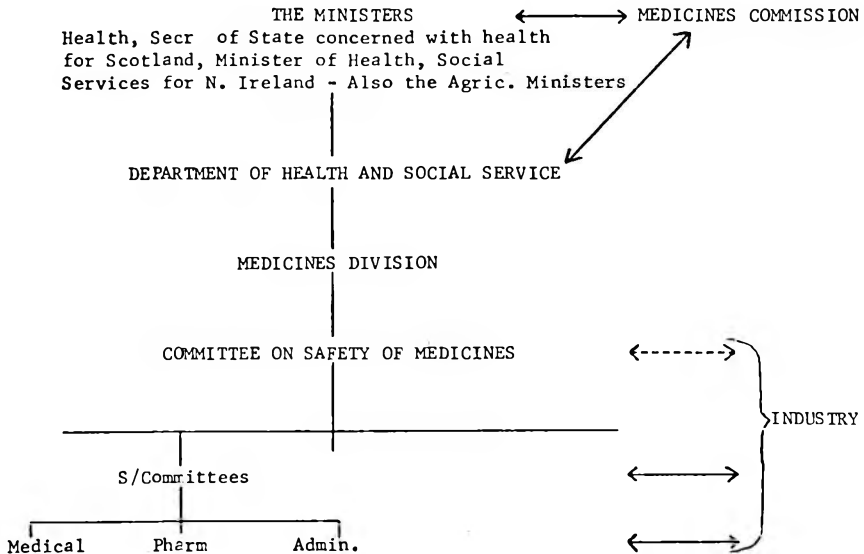 THE MINISTERS
MEDICINES COMMISSION
Health, Secr of State concerned with health
for Scotland, Minister of Health, Social
Services for N. Ireland - Also the Agric. Ministers
DEPARTMENT OF HEALTH AND SOCIAL SERVICE
MEDICINES DIVISION
COMMITTEE ON SAFETY OF MEDICINES
INDUSTRY
S/Committees
Medical Pharm Admin.